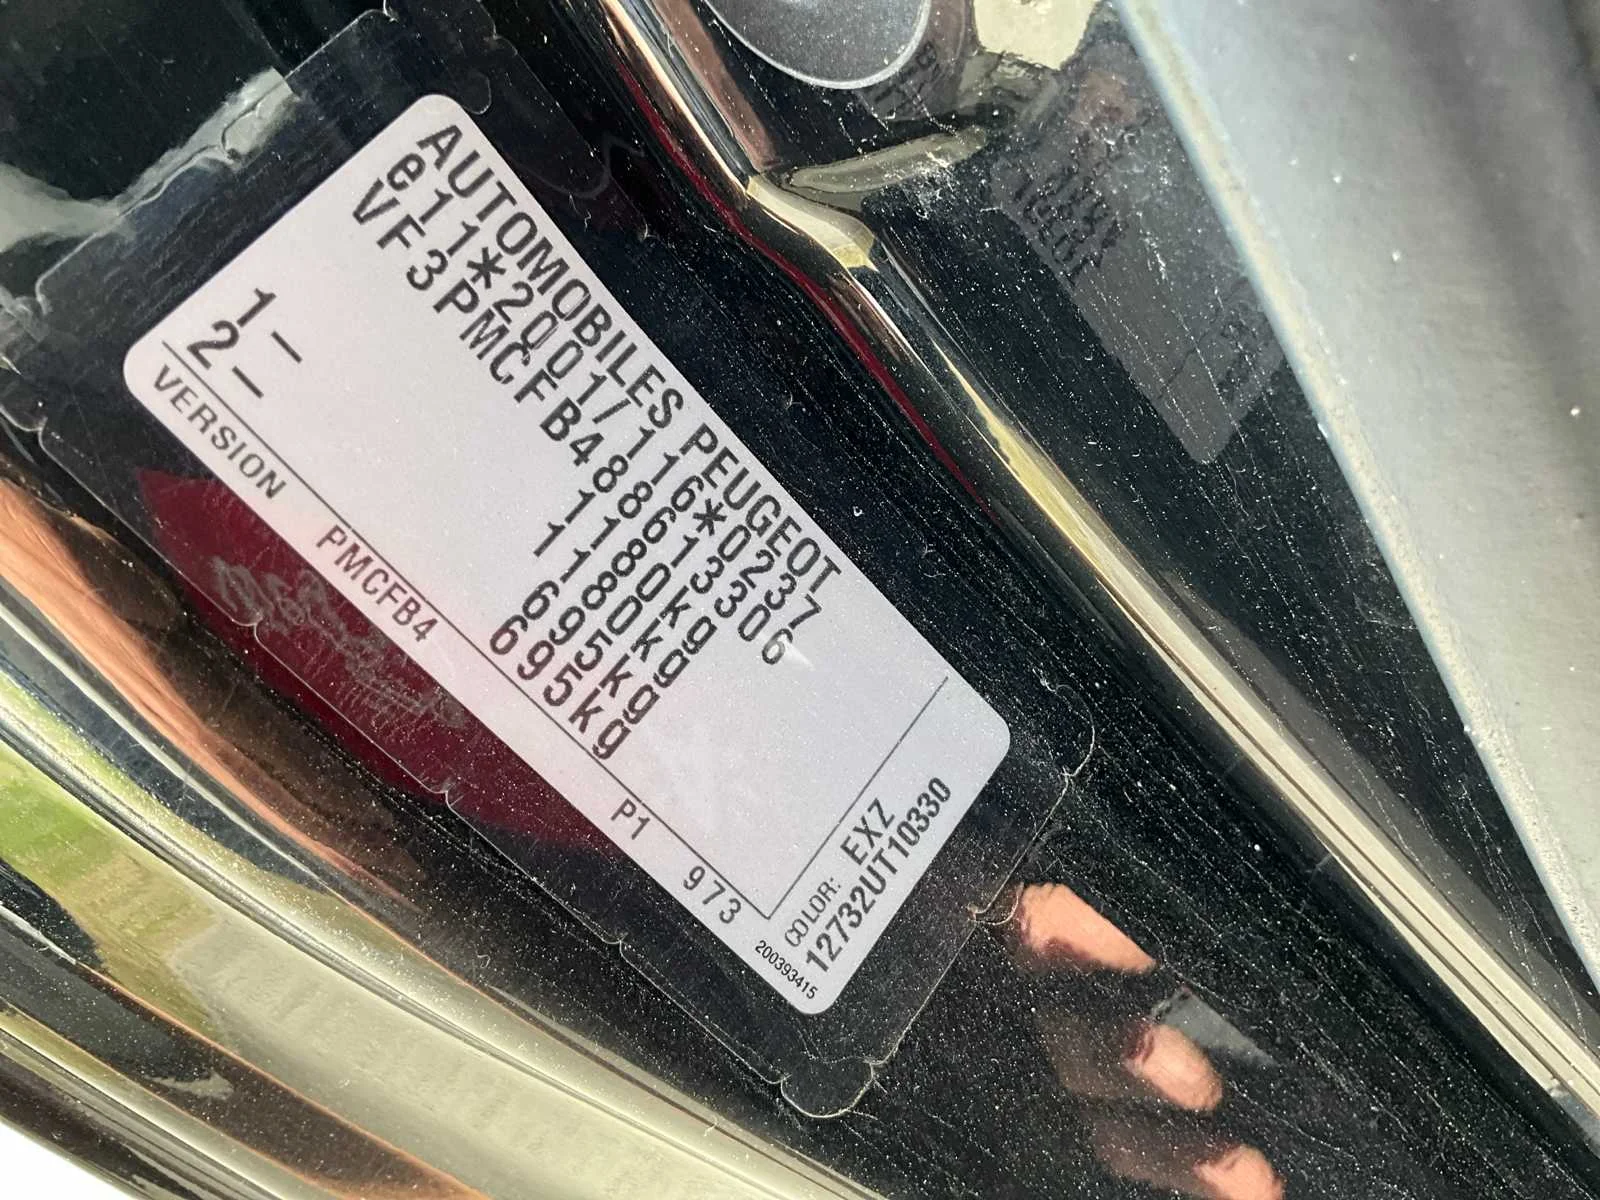 AUTOMOBILES PEUGEOT
e11*2001/116*0237
VF3PMCFB488613306
1180kg
1180kg
1- 695kg
2- 695kg
VERSION PMCFB4 P1 973
COLOR: EXZ
12732UT10330
200393415